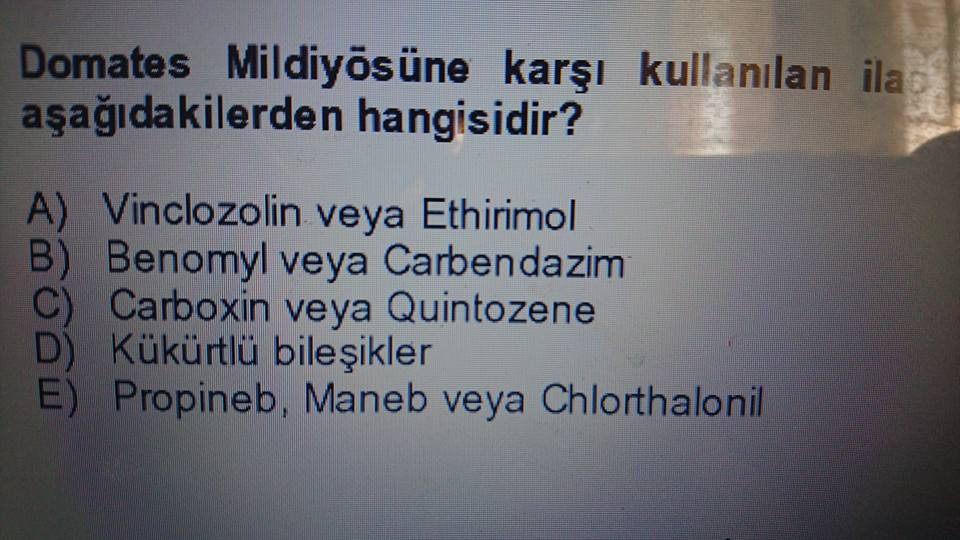 Domates Mildiyõsüne karşı kullanılan ilaç
aşağıdakilerden hangisidir?
A) Vinclozolin veya Ethirimol
B) Benomyl veya Carbendazim
C) Carboxin veya Quintozene
D) Kükürtlü bileşikler
E) Propineb, Maneb veya Chlorthalonil